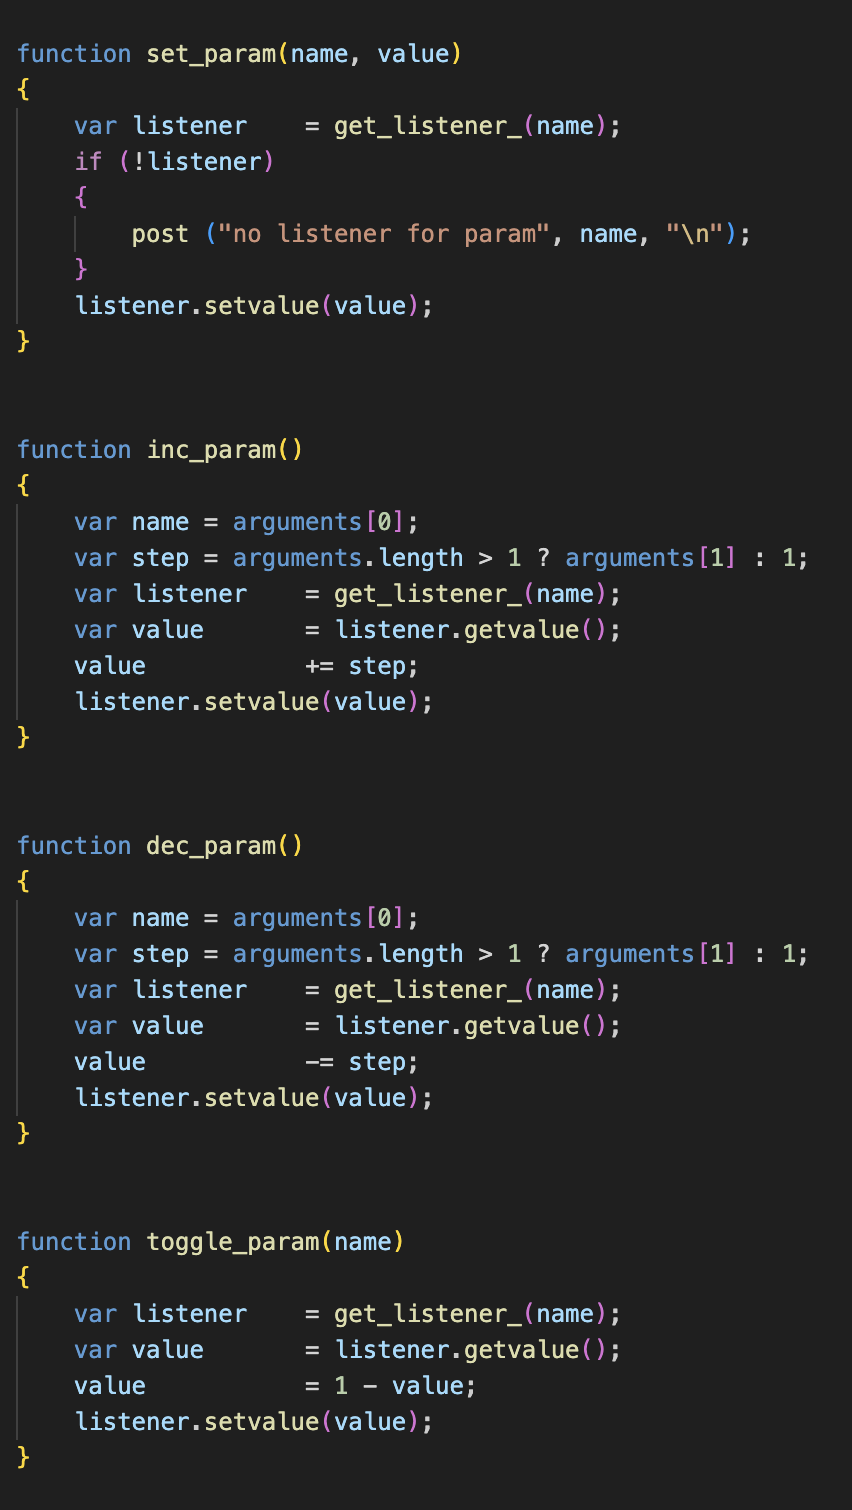 function set_param(name, value)
{
    var listener    = get_listener_(name);
    if (!listener)
    {
        post ("no listener for param", name, "\n");
    }
    listener.setvalue(value);
}
function inc_param()
{
    var name = arguments[0];
    var step = arguments.length > 1 ? arguments[1] : 1;
    var listener    = get_listener_(name);
    var value       = listener.getvalue();
    value           += step;
    listener.setvalue(value);
}
function dec_param()
{
    var name = arguments[0];
    var step = arguments.length > 1 ? arguments[1] : 1;
    var listener    = get_listener_(name);
    var value       = listener.getvalue();
    value           -= step;
    listener.setvalue(value);
}
function toggle_param(name)
{
    var listener    = get_listener_(name);
    var value       = listener.getvalue();
    value           = 1 - value;
    listener.setvalue(value);
}